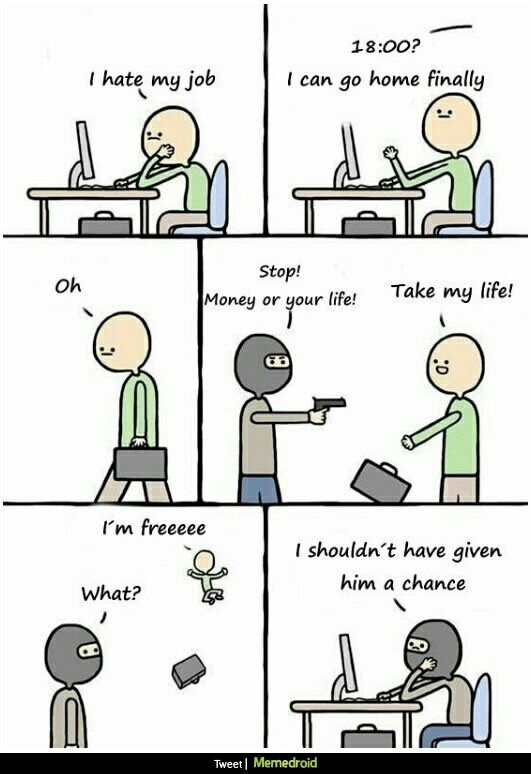 I hate my job
18:00?
I can go home finally
Oh
Stop!
Money or your life!
Take my life!
I´m freeeee
What?
I shouldn´t have given
him a chance
Tweet | Memedroid